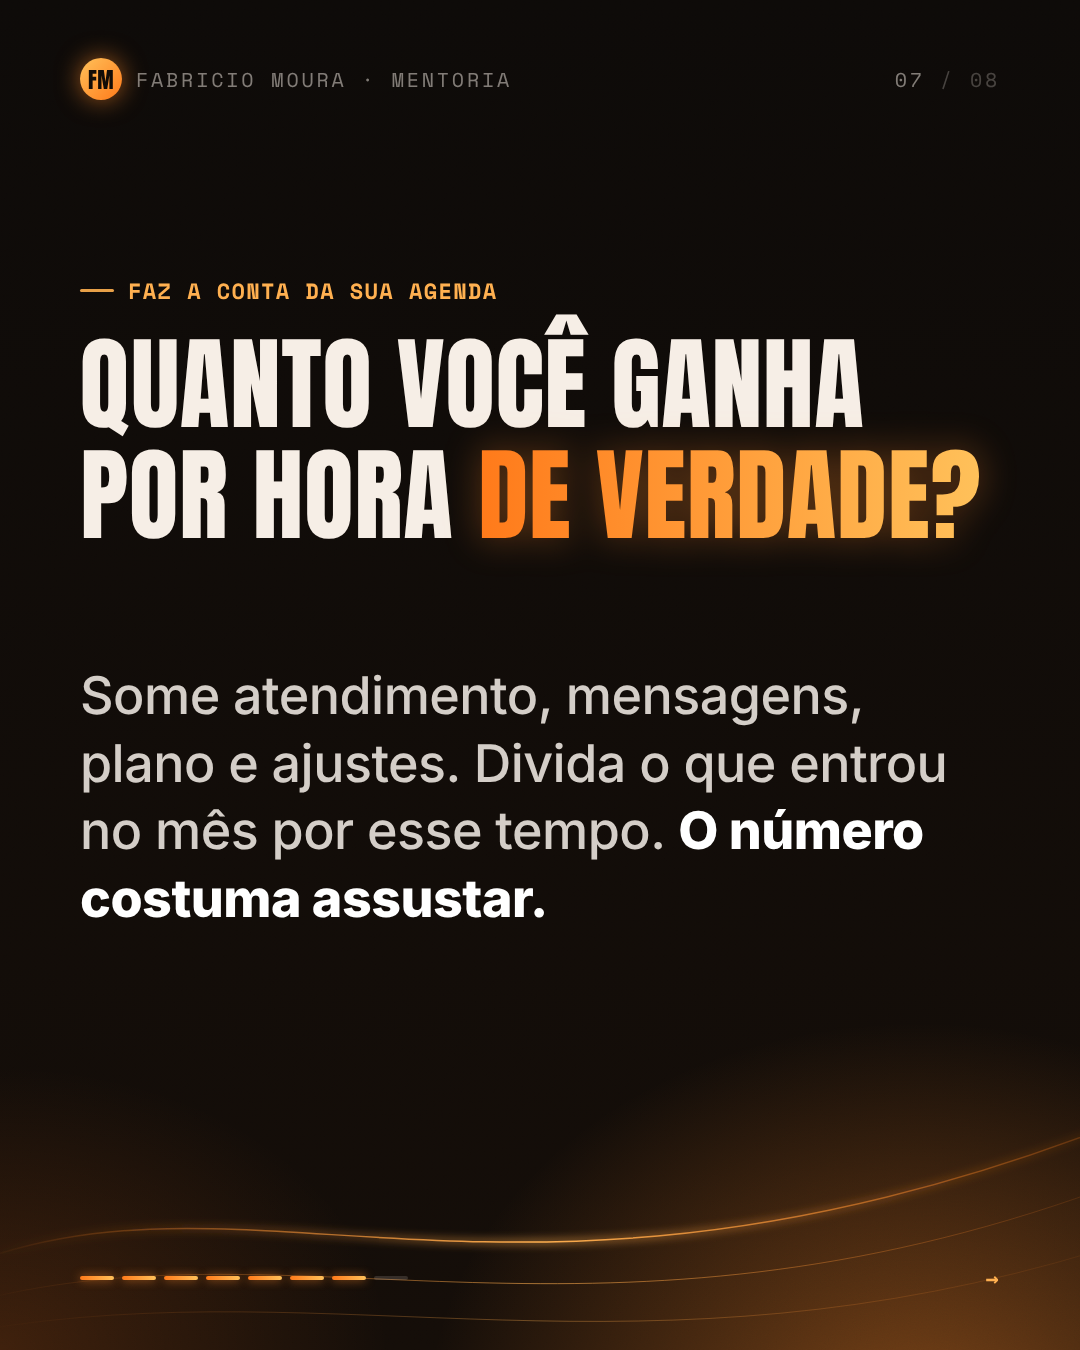 FM FABRICIO MOURA · MENTORIA
07 / 08
FAZ A CONTA DA SUA AGENDA
QUANTO VOCÊ GANHA
POR HORA DE VERDADE?
Some atendimento, mensagens,
plano e ajustes. Divida o que entrou
no mês por esse tempo. O número
costuma assustar.
→